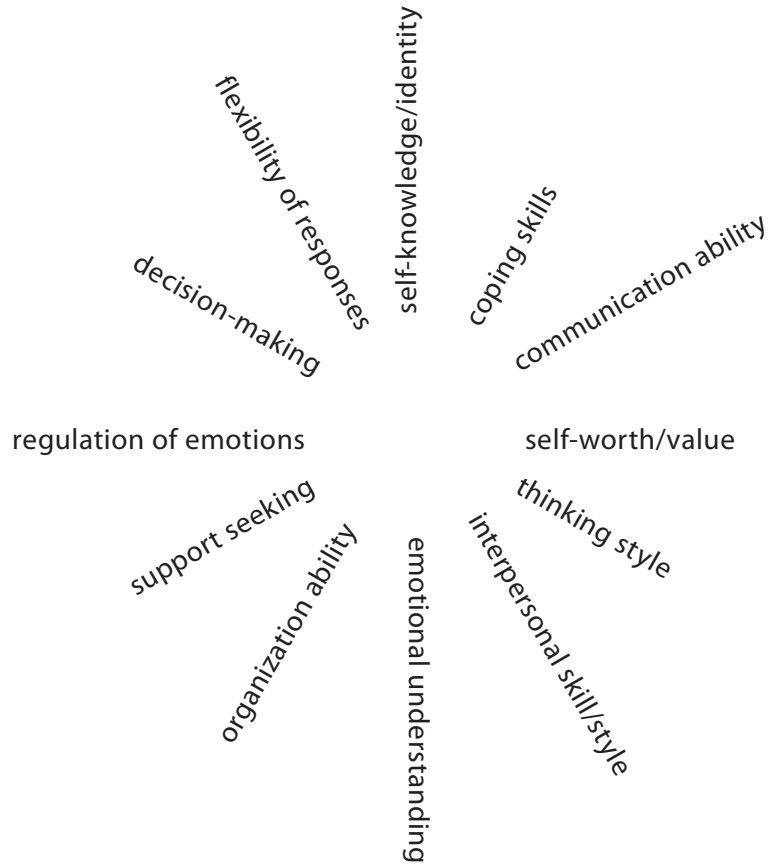 self-knowledge/identity
coping skills
communication ability
self-worth/value
thinking style
interpersonal skill/style
emotional understanding
organization ability
support seeking
regulation of emotions
decision-making
flexibility of responses